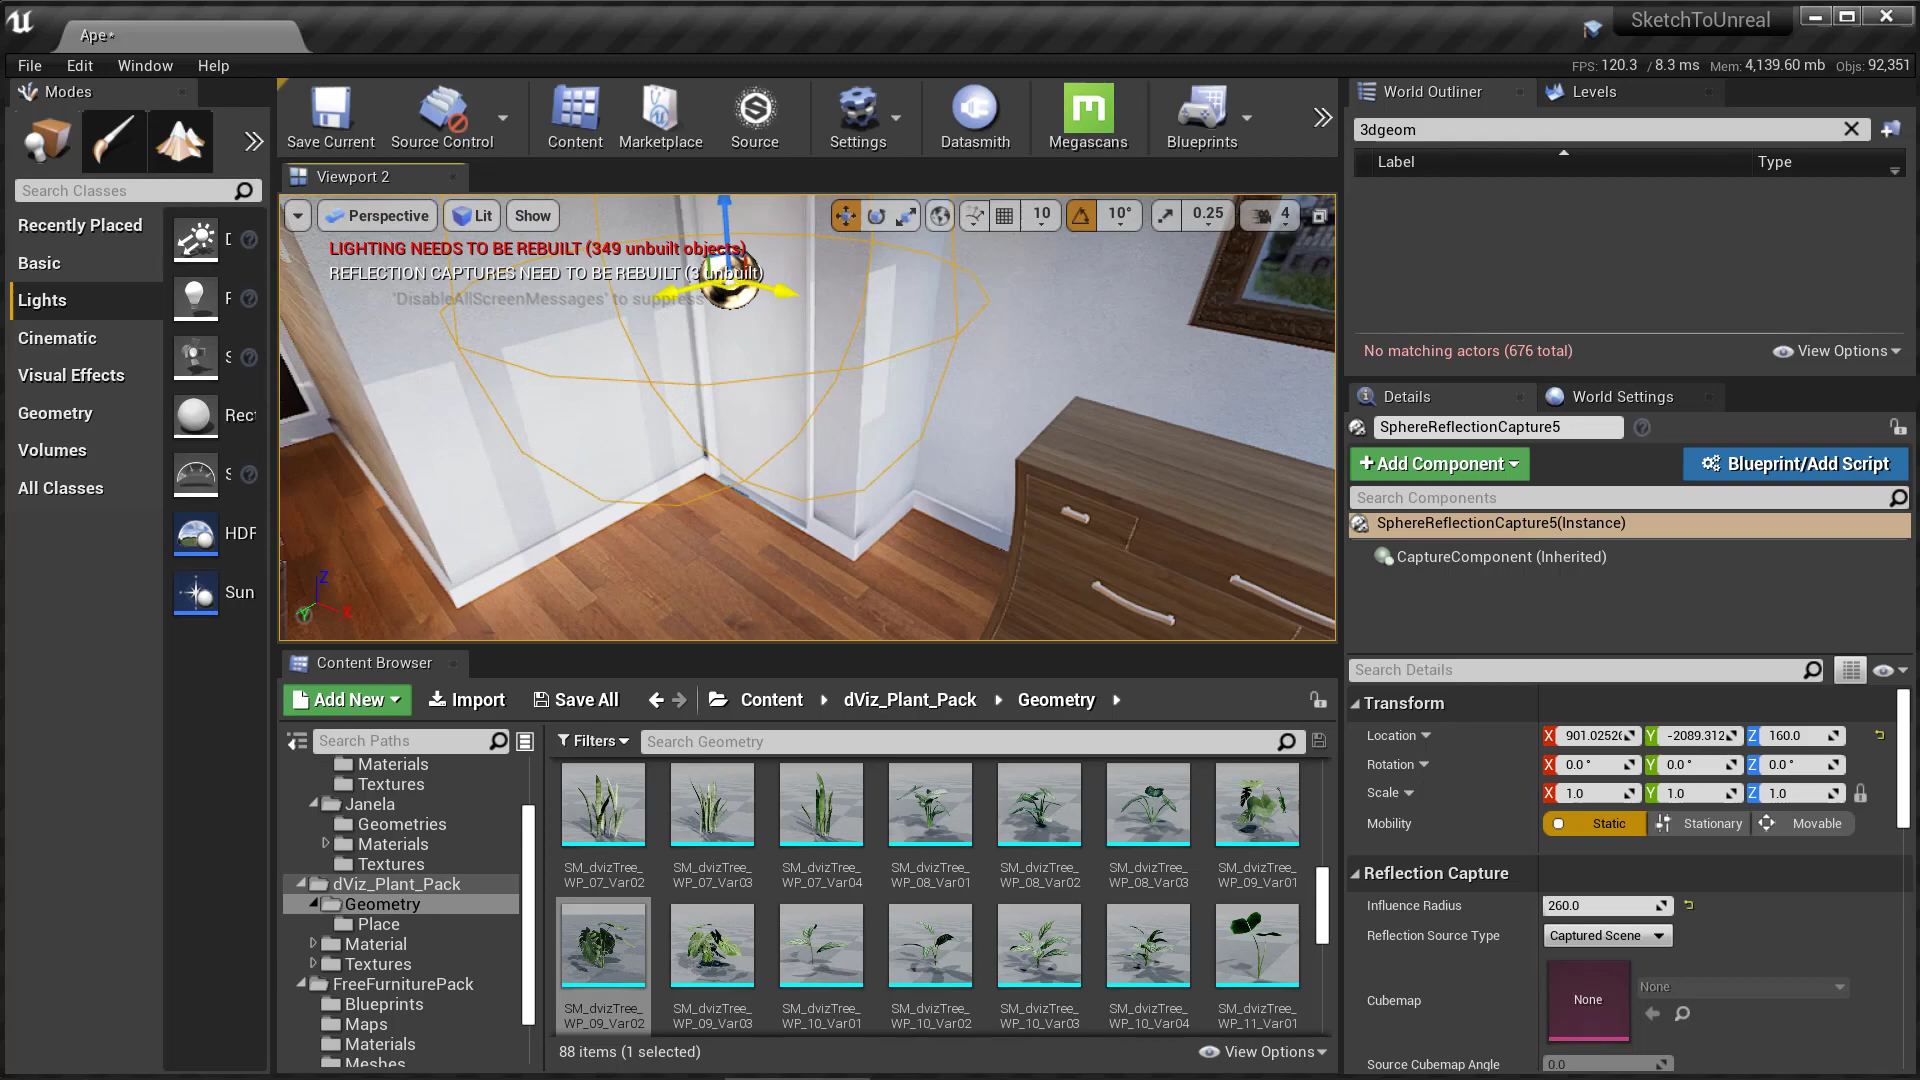 Ape*
SketchToUnreal
File Edit Window Help
FPS: 120.3 / 8.3 ms Mem: 4,139.60 mb Objs: 92,351
Modes
Save Current
Source Control
Content
Marketplace
Source
Settings
Datasmith
Megascans
Blueprints
Search Classes
Recently Placed
Basic
Lights
Cinematic
Visual Effects
Geometry
Volumes
All Classes
D
F
S
Rect
S
HDF
Sun
Viewport 2
Perspective Lit Show
10 10° 0.25 4
LIGHTING NEEDS TO BE REBUILT (349 unbuilt objects)
REFLECTION CAPTURES NEED TO BE REBUILT (3 unbuilt)
'DisableAllScreenMessages' to suppress
Z
Y X
World Outliner Levels
3dgeom
Label Type
No matching actors (676 total) View Options
Details World Settings
SphereReflectionCapture5
+Add Component Blueprint/Add Script
Search Components
SphereReflectionCapture5(Instance)
CaptureComponent (Inherited)
Search Details
Transform
Location X 901.02526 Y -2089.312 Z 160.0
Rotation X 0.0 ° Y 0.0 ° Z 0.0 °
Scale X 1.0 Y 1.0 Z 1.0
Mobility Static Stationary Movable
Reflection Capture
Influence Radius 260.0
Reflection Source Type Captured Scene
Cubemap None None
Source Cubemap Angle 0.0
Content Browser
Add New Import Save All Content dViz_Plant_Pack Geometry
Search Paths
Filters Search Geometry
Materials
Textures
Janela
Geometries
Materials
Textures
dViz_Plant_Pack
Geometry
Place
Material
Textures
FreeFurniturePack
Blueprints
Maps
Materials
Meshes
SM_dvizTree_ SM_dvizTree_ SM_dvizTree_ SM_dvizTree_ SM_dvizTree_ SM_dvizTree_ SM_dvizTree_
WP_07_Var02 WP_07_Var03 WP_07_Var04 WP_08_Var01 WP_08_Var02 WP_08_Var03 WP_09_Var01
SM_dvizTree_ SM_dvizTree_ SM_dvizTree_ SM_dvizTree_ SM_dvizTree_ SM_dvizTree_ SM_dvizTree_
WP_09_Var02 WP_09_Var03 WP_10_Var01 WP_10_Var02 WP_10_Var03 WP_10_Var04 WP_11_Var01
88 items (1 selected) View Options